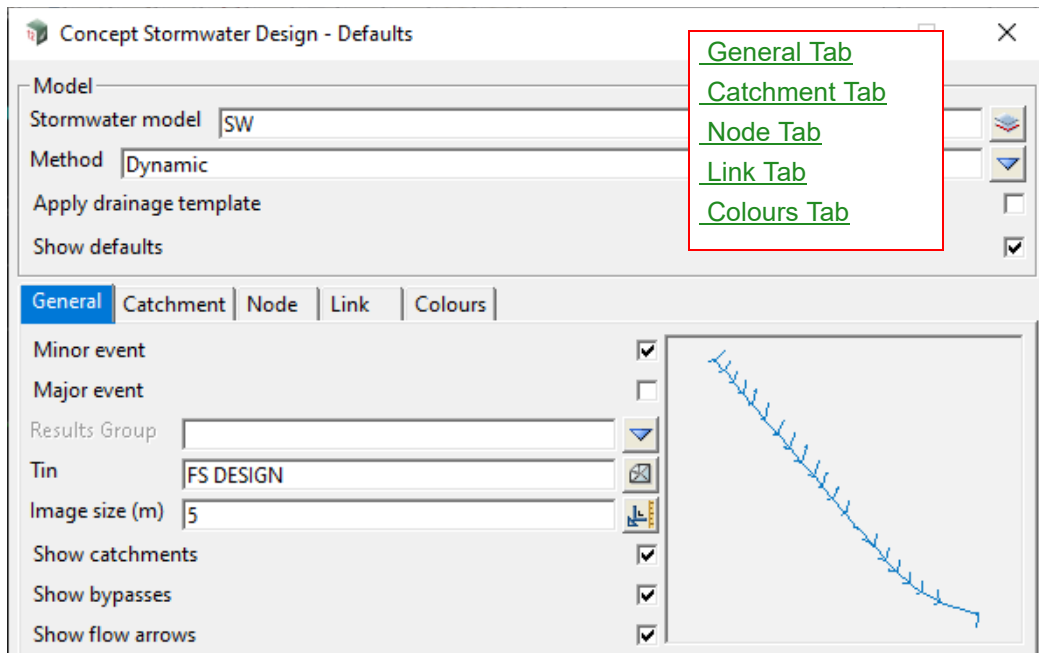 Concept Stormwater Design - Defaults
General Tab
Catchment Tab
Node Tab
Link Tab
Colours Tab
Model
Stormwater model SW
Method Dynamic
Apply drainage template
Show defaults
General Catchment Node Link Colours
Minor event
Major event
Results Group
Tin FS DESIGN
Image size (m) 5
Show catchments
Show bypasses
Show flow arrows